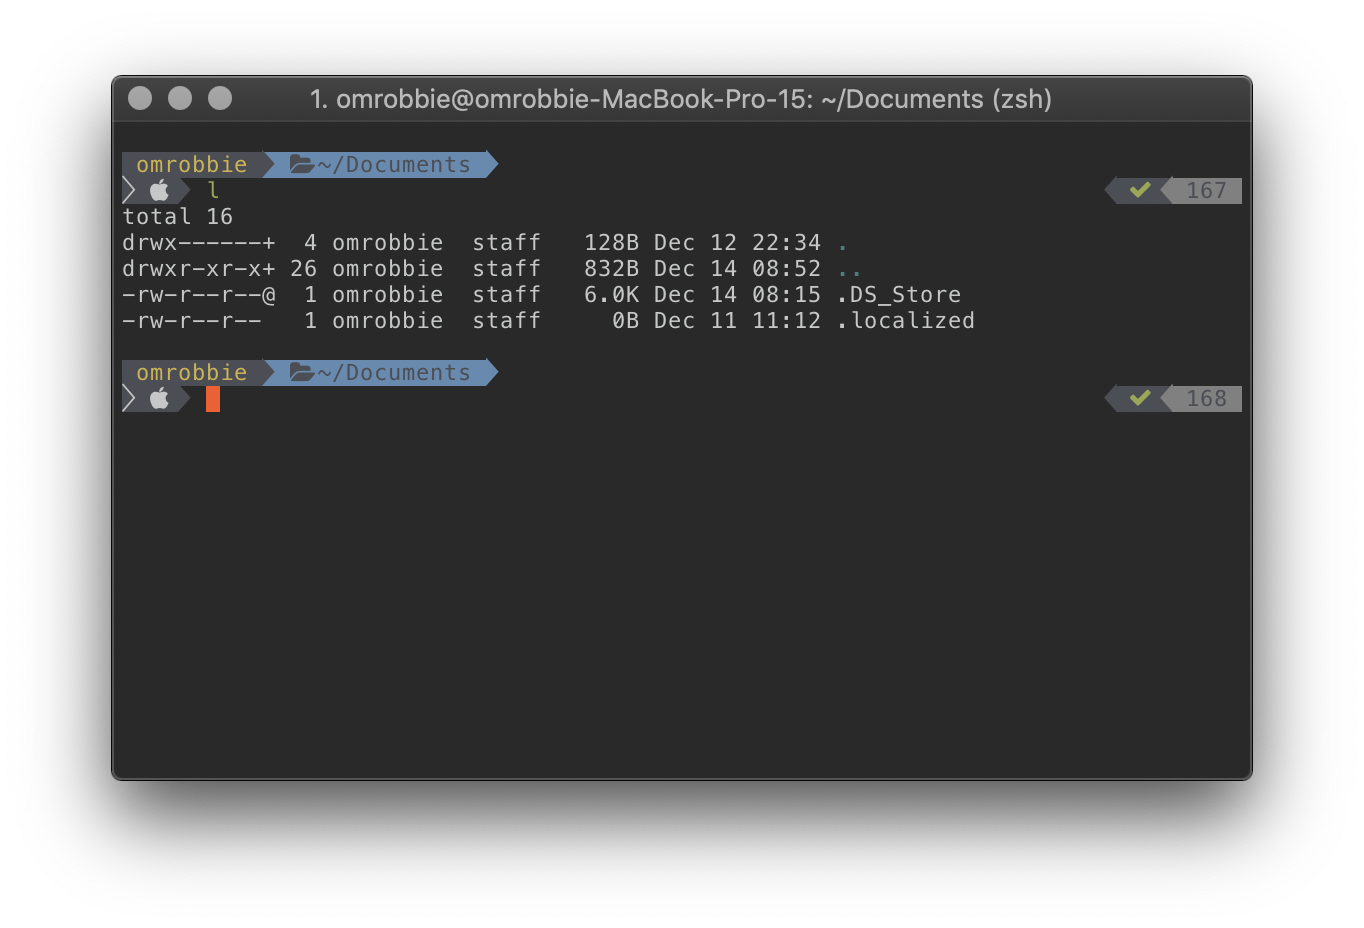 1. omrobbie@omrobbie-MacBook-Pro-15: ~/Documents (zsh)
omrobbie ~/Documents
l 167
total 16
drwx------+  4 omrobbie  staff   128B Dec 12 22:34 .
drwxr-xr-x+ 26 omrobbie  staff   832B Dec 14 08:52 ..
-rw-r--r--@  1 omrobbie  staff   6.0K Dec 14 08:15 .DS_Store
-rw-r--r--   1 omrobbie  staff     0B Dec 11 11:12 .localized
omrobbie ~/Documents
168